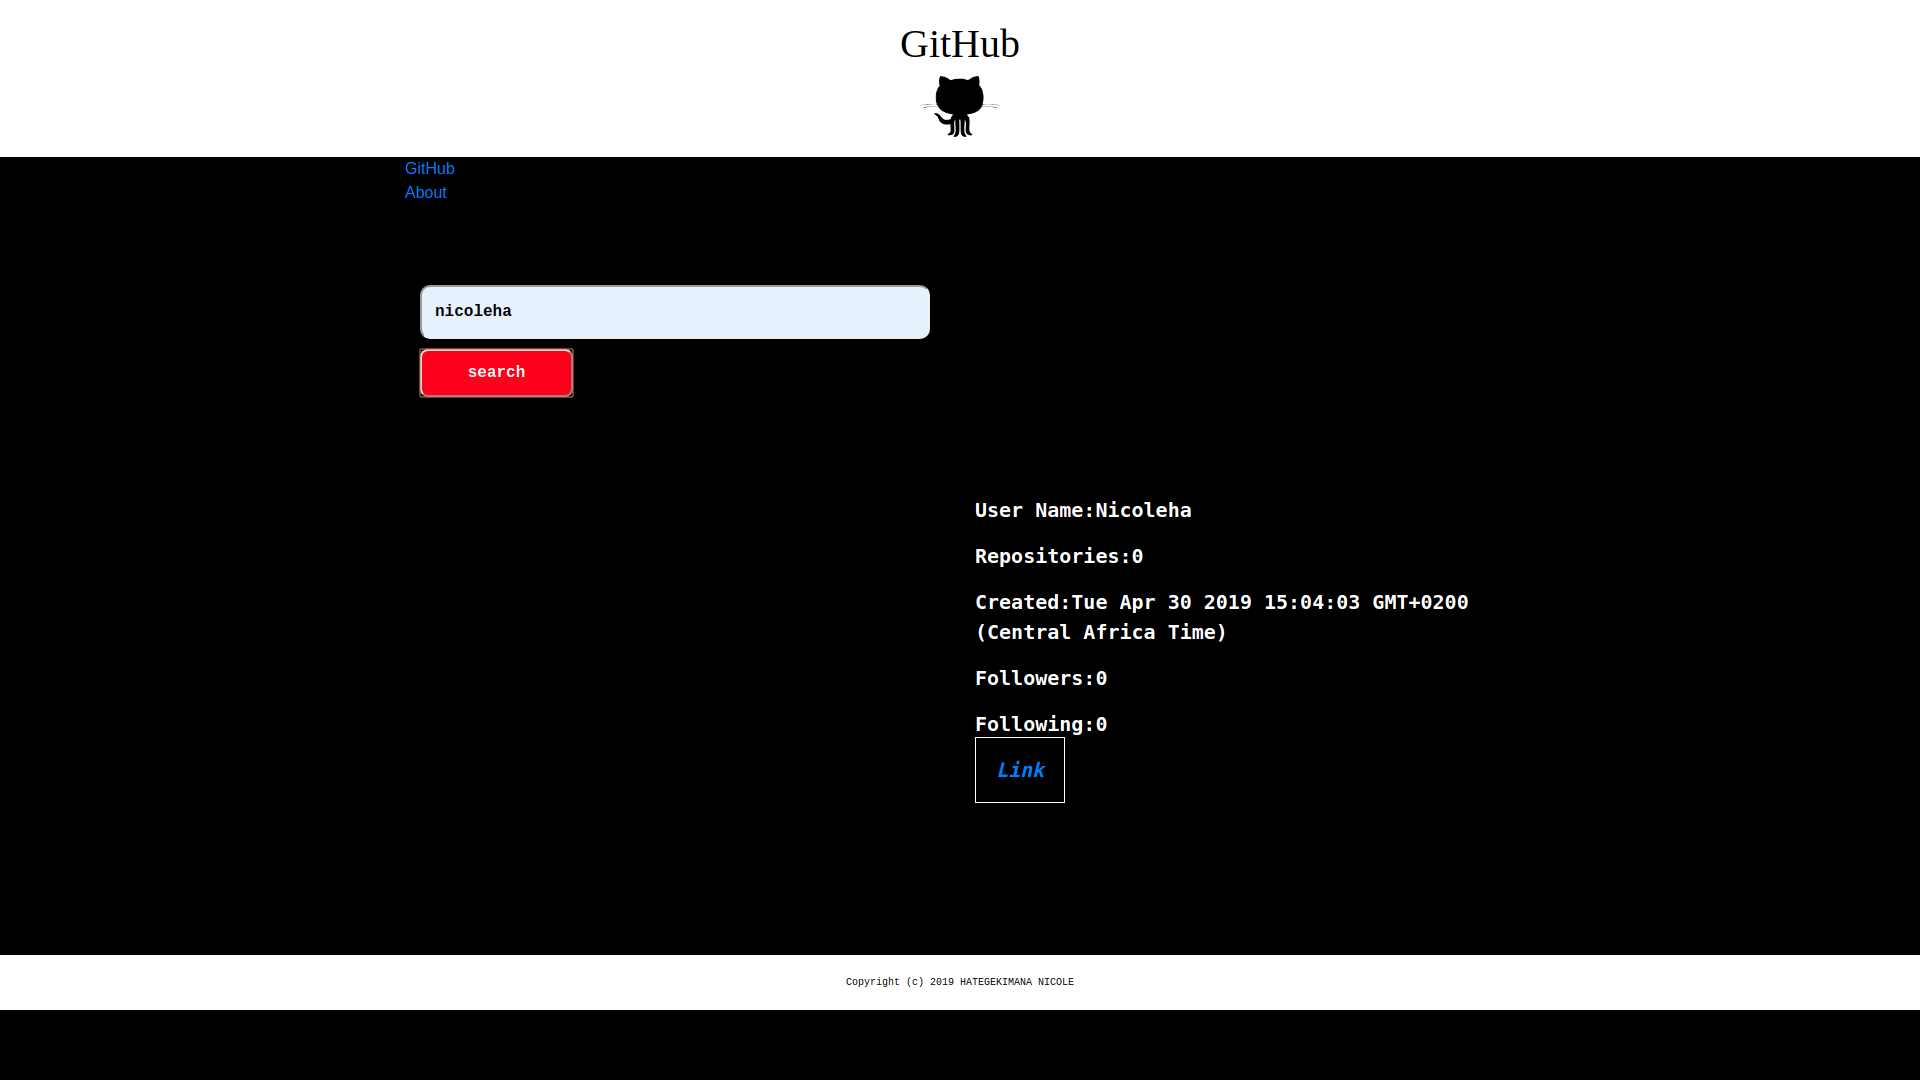 GitHub
GitHub
About
nicoleha
search
User Name:Nicoleha
Repositories:0
Created:Tue Apr 30 2019 15:04:03 GMT+0200
(Central Africa Time)
Followers:0
Following:0
Link
Copyright (c) 2019 HATEGEKIMANA NICOLE